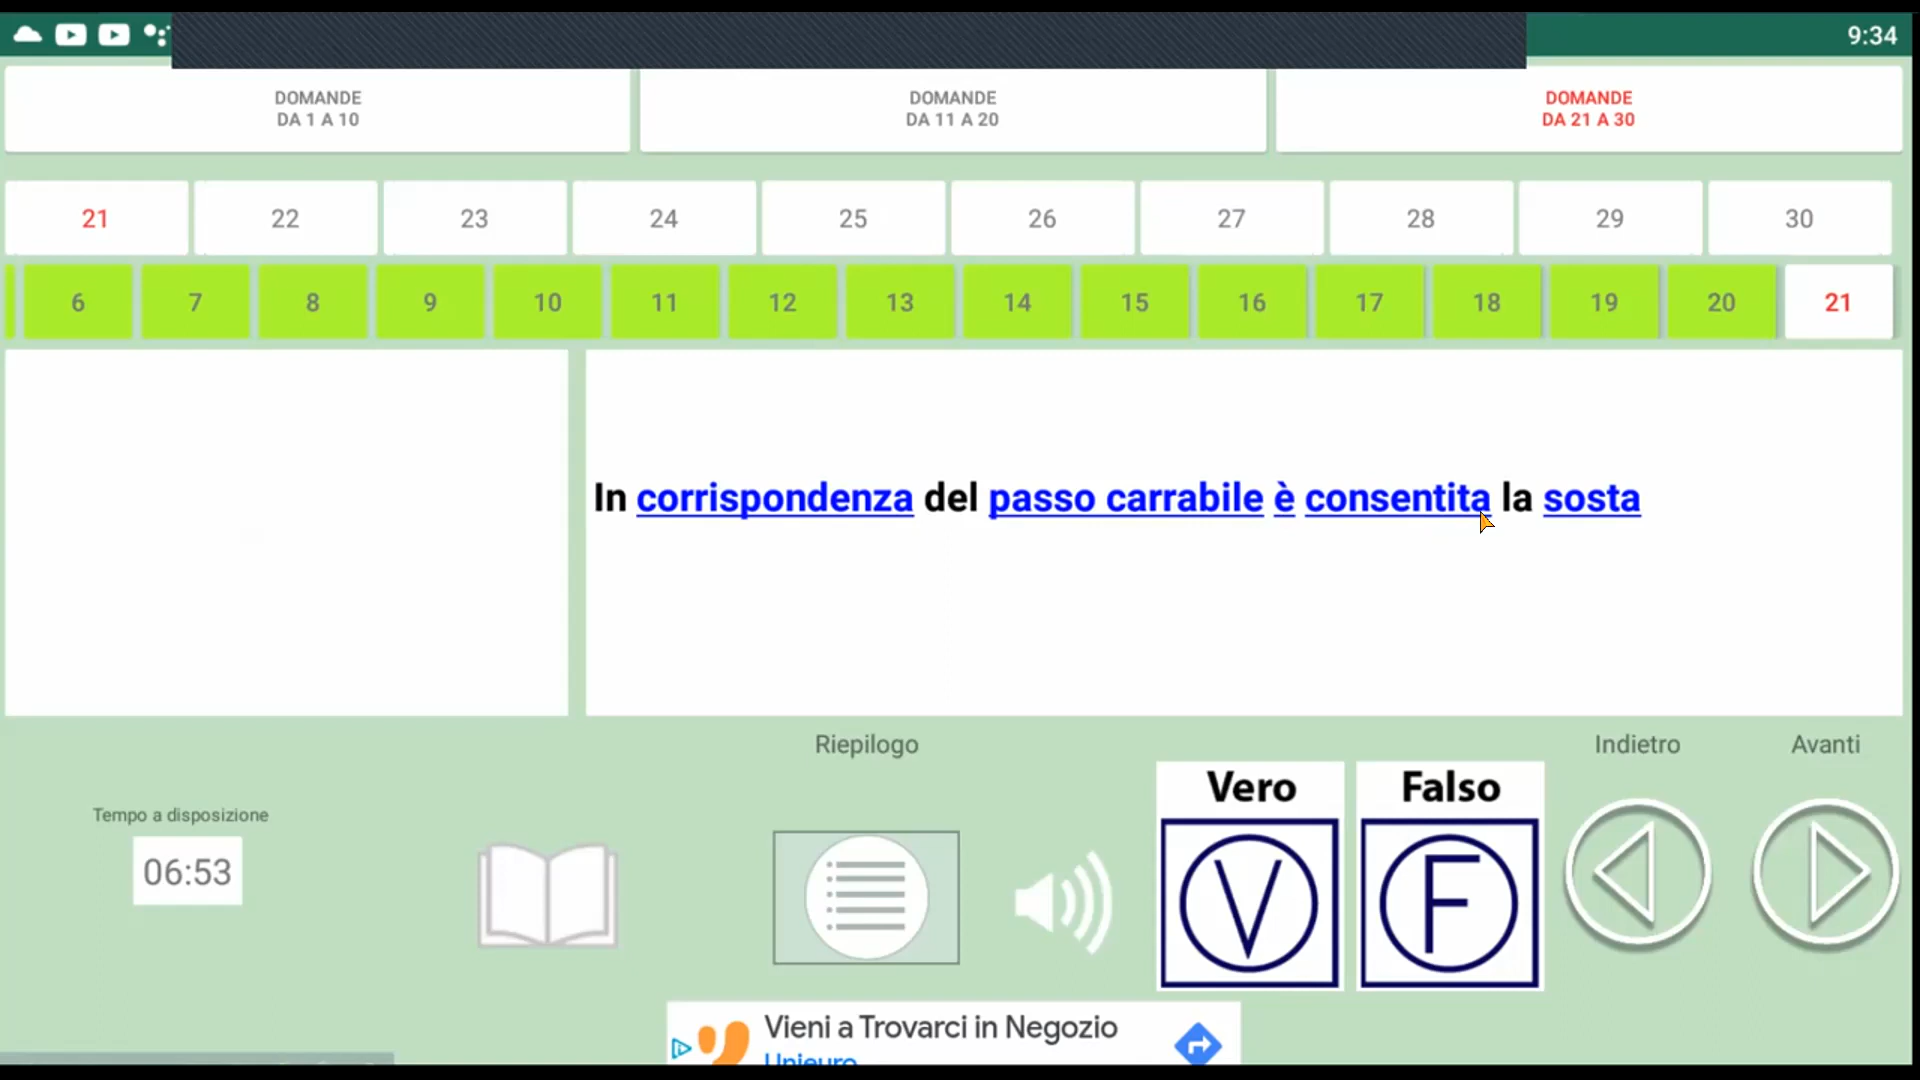 9:34
DOMANDE
DA 1 A 10
DOMANDE
DA 11 A 20
DOMANDE
DA 21 A 30
21 22 23 24 25 26 27 28 29 30
6 7 8 9 10 11 12 13 14 15 16 17 18 19 20 21
In corrispondenza del passo carrabile è consentita la sosta
Riepilogo
Indietro
Avanti
Vero
Falso
Tempo a disposizione
06:53
V
F
Vieni a Trovarci in Negozio
Unieuro